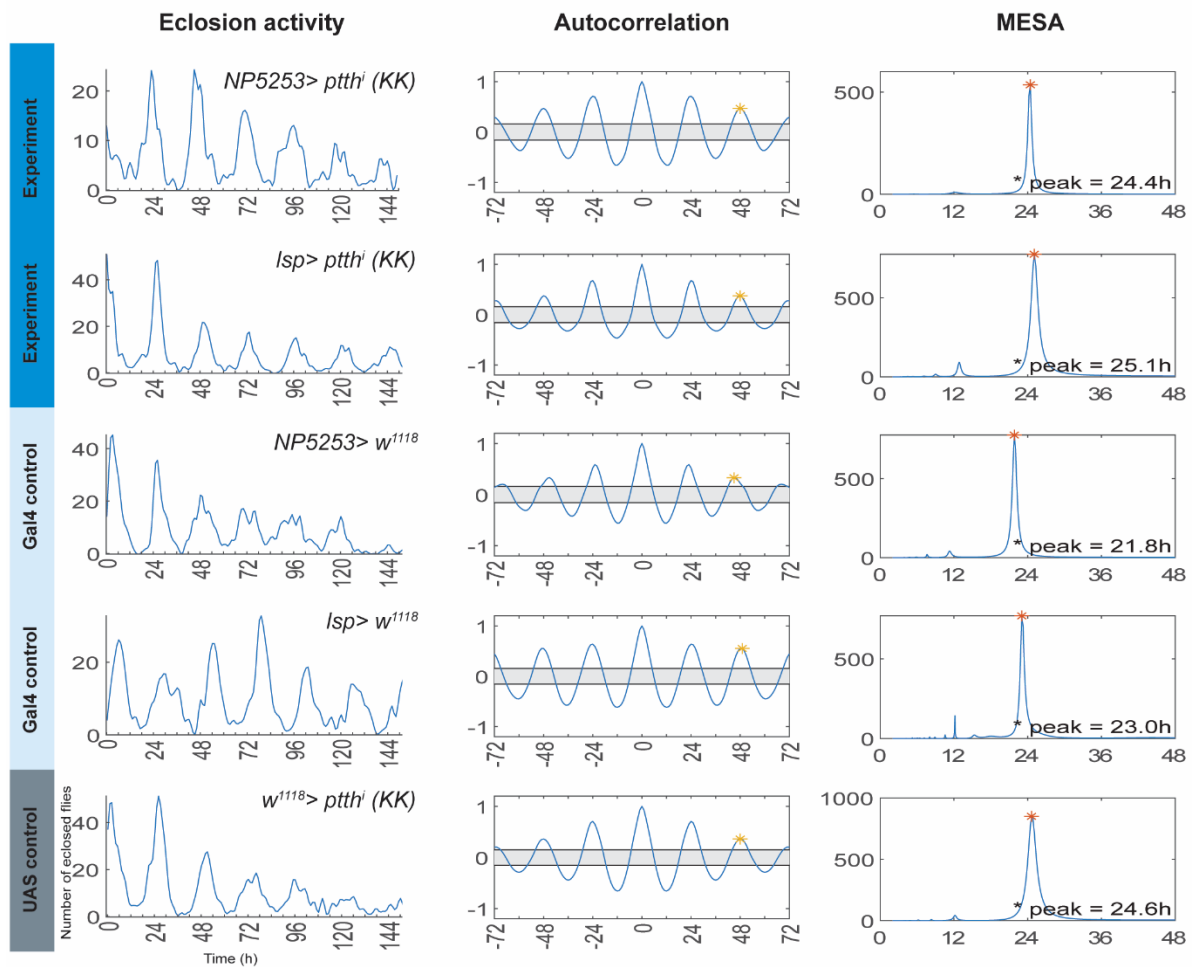 Eclosion activity Autocorrelation MESA
Experiment
NP5253> ptthⁱ (KK)
20
10
0
0 24 48 72 96 120 144
1
0
-1
-72 -48 -24 0 24 48 72
500
0
* peak = 24.4h
0 12 24 36 48
Experiment
lsp> ptthⁱ (KK)
40
20
0
0 24 48 72 96 120 144
1
0
-1
-72 -48 -24 0 24 48 72
500
0
* peak = 25.1h
0 12 24 36 48
Gal4 control
NP5253> w¹¹¹⁸
40
20
0
0 24 48 72 96 120 144
1
0
-1
-72 -48 -24 0 24 48 72
500
0
* peak = 21.8h
0 12 24 36 48
Gal4 control
lsp> w¹¹¹⁸
20
0
0 24 48 72 96 120 144
1
0
-1
-72 -48 -24 0 24 48 72
500
0
* peak = 23.0h
0 12 24 36 48
UAS control
Number of eclosed flies
w¹¹¹⁸> ptthⁱ (KK)
40
20
0
0 24 48 72 96 120 144
Time (h)
1
0
-1
-72 -48 -24 0 24 48 72
1000
500
0
* peak = 24.6h
0 12 24 36 48